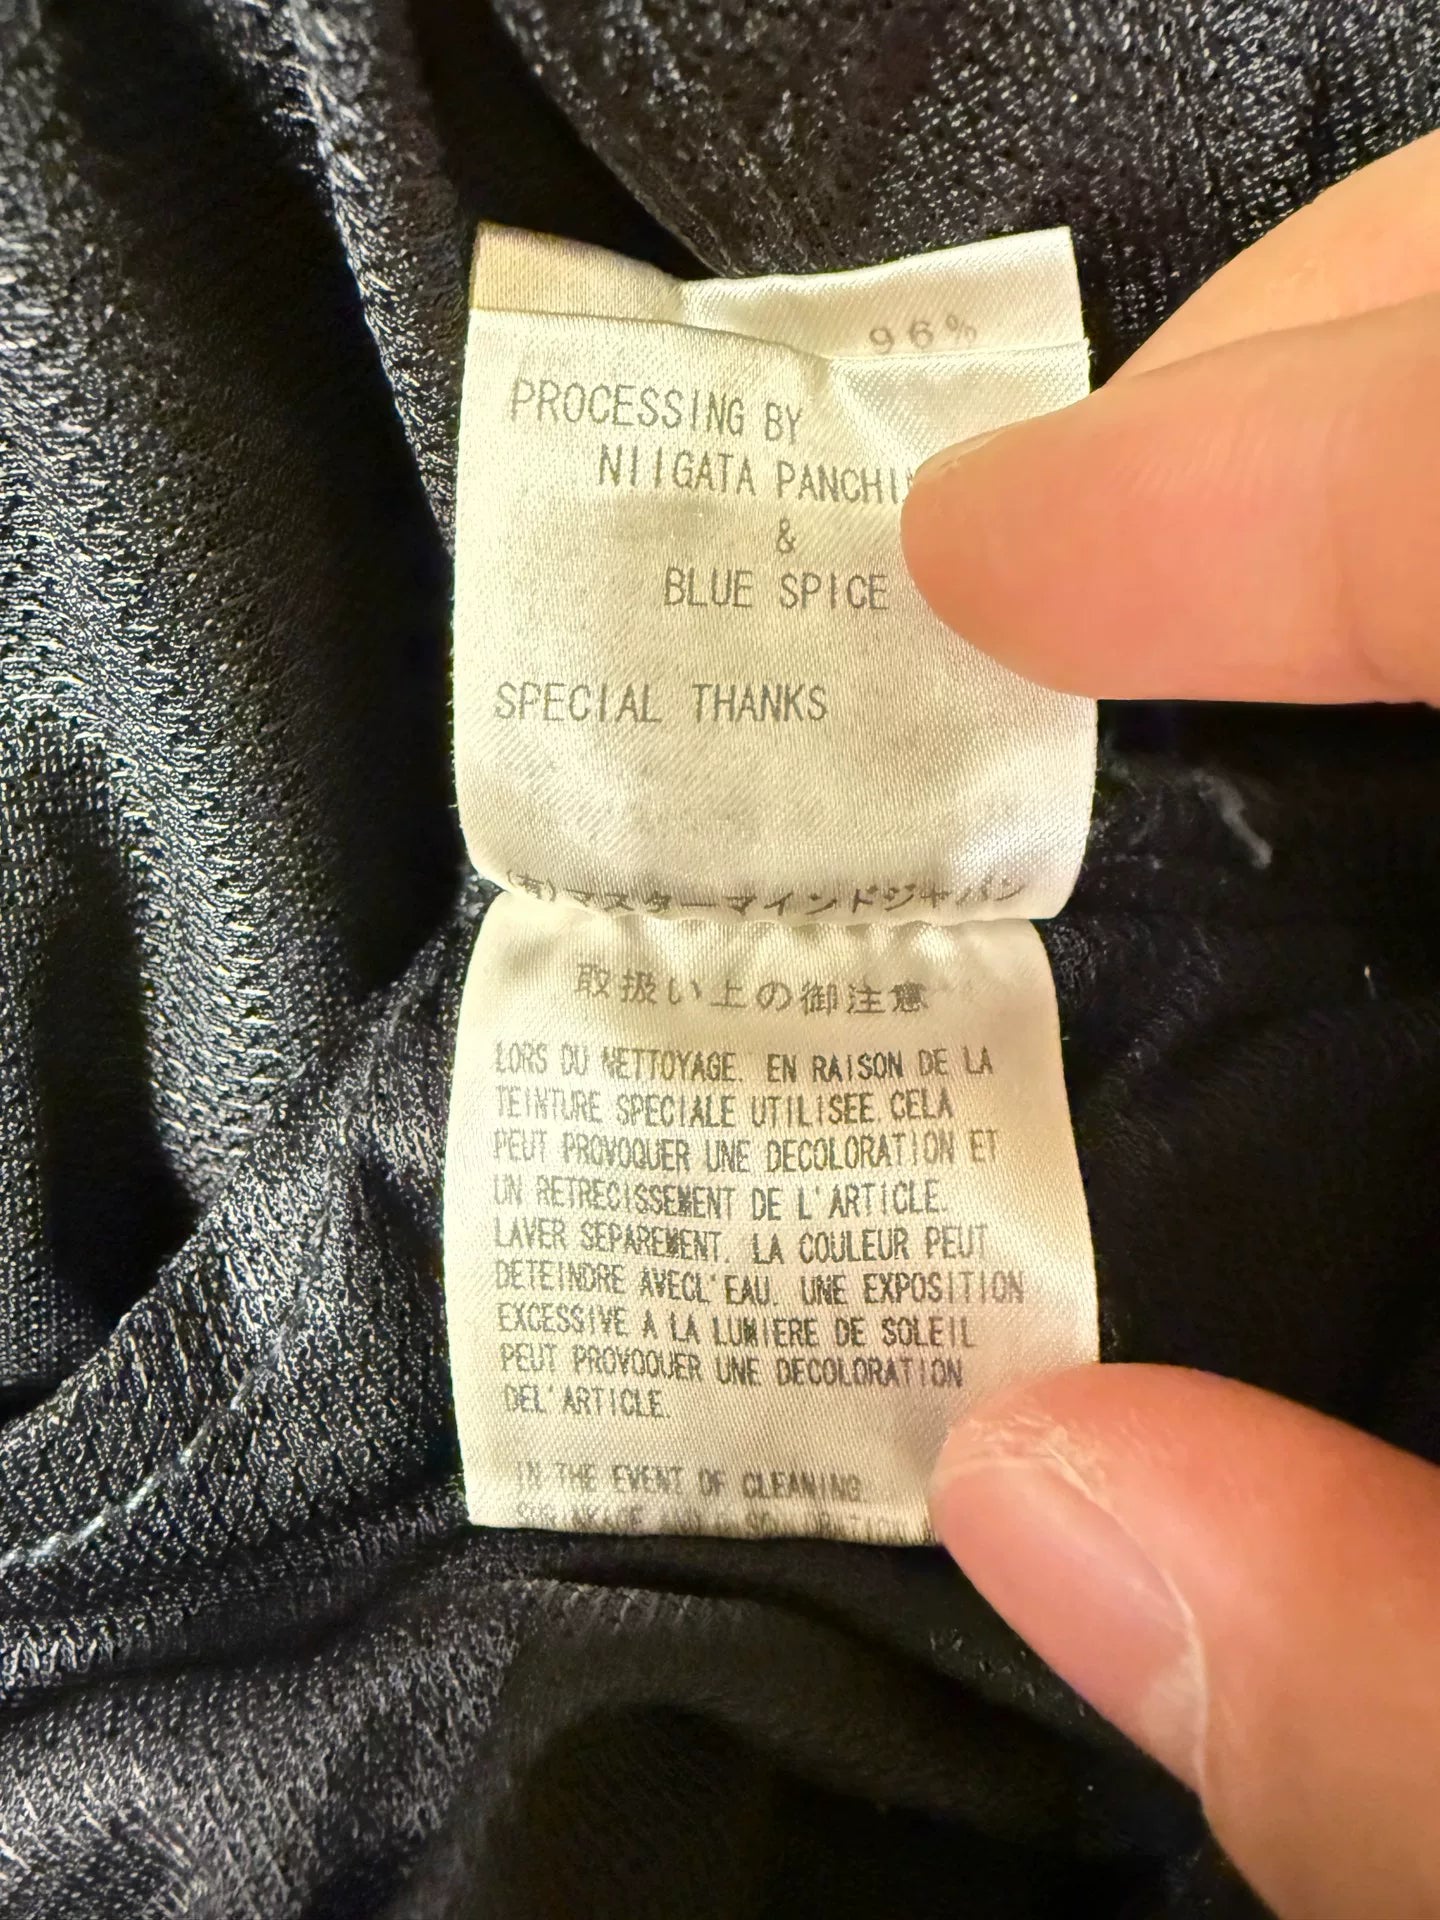 96%
PROCESSING BY
NIIGATA PANCHI
&
BLUE SPICE
SPECIAL THANKS
(有)マスターマインドジャパン
取扱い上の御注意
LORS DU NETTOYAGE. EN RAISON DE LA
TEINTURE SPECIALE UTILISEE. CELA
PEUT PROVOQUER UNE DECOLORATION ET
UN RETRECISSEMENT DE L'ARTICLE.
LAVER SEPAREMENT. LA COULEUR PEUT
DETEINDRE AVECL'EAU. UNE EXPOSITION
EXCESSIVE A LA LUMIERE DE SOLEIL
PEUT PROVOQUER UNE DECOLORATION
DEL'ARTICLE.
IN THE EVENT OF CLEANING